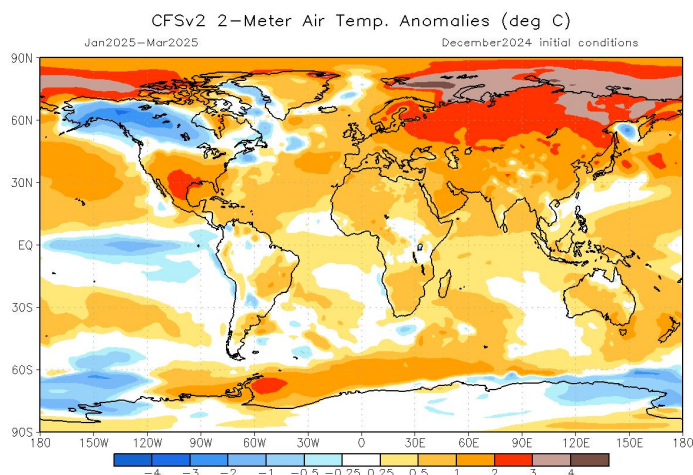 CFSv2 2-Meter Air Temp. Anomalies (deg C)
Jan2025-Mar2025 December2024 initial conditions
90N
60N
30N
EQ
30S
60S
90S
180 150W 120W 90W 60W 30W 0 30E 60E 90E 120E 150E 180
-4 -3 -2 -1 -0.5 -0.25 0.25 0.5 1 2 3 4